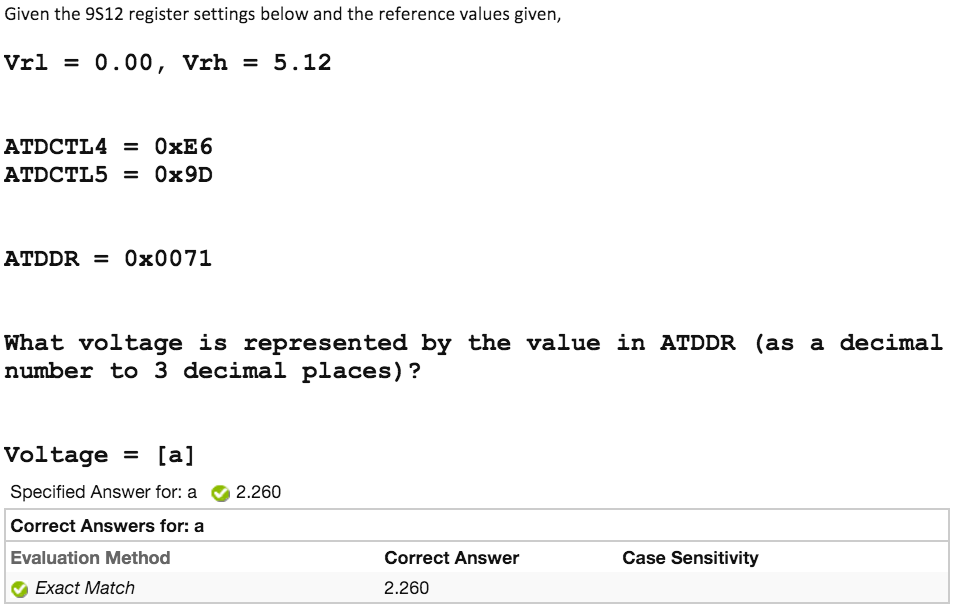 Given the 9S12 register settings below and the reference values given,
Vrl = 0.00, Vrh = 5.12
ATDCTL4 = 0xE6
ATDCTL5 = 0x9D
ATDDR = 0x0071
What voltage is represented by the value in ATDDR (as a decimal
number to 3 decimal places)?
Voltage = [a]
Specified Answer for: a 2.260
Correct Answers for: a
Evaluation Method Correct Answer Case Sensitivity
Exact Match 2.260